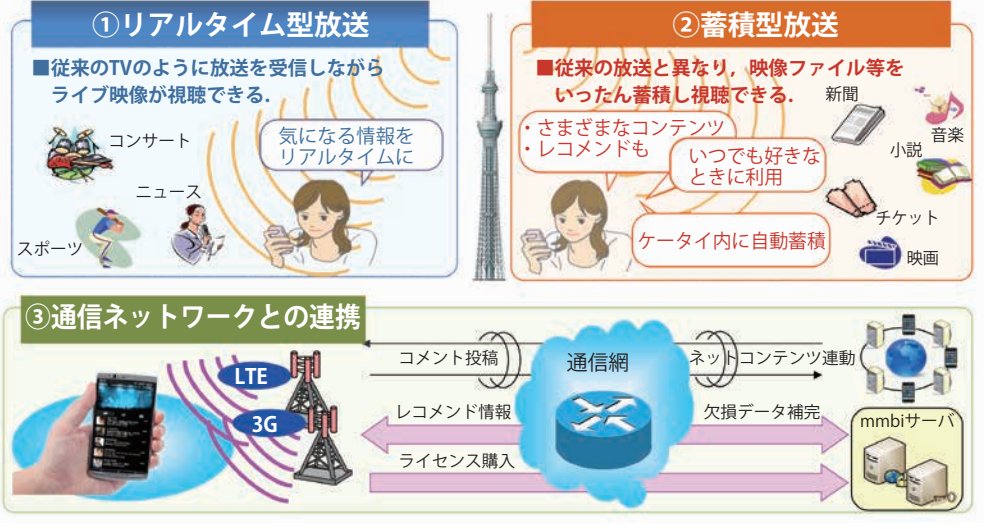 ①リアルタイム型放送
■従来のTVのように放送を受信しながら
ライブ映像が視聴できる.
コンサート
気になる情報を
リアルタイムに
ニュース
スポーツ
②蓄積型放送
■従来の放送と異なり，映像ファイル等を
いったん蓄積し視聴できる.
新聞
音楽
・さまざまなコンテンツ
・レコメンドも
小説
いつでも好きな
ときに利用
チケット
ケータイ内に自動蓄積
映画
③通信ネットワークとの連携
コメント投稿
通信網
ネットコンテンツ連動
LTE
レコメンド情報
欠損データ補完
mmbiサーバ
3G
ライセンス購入